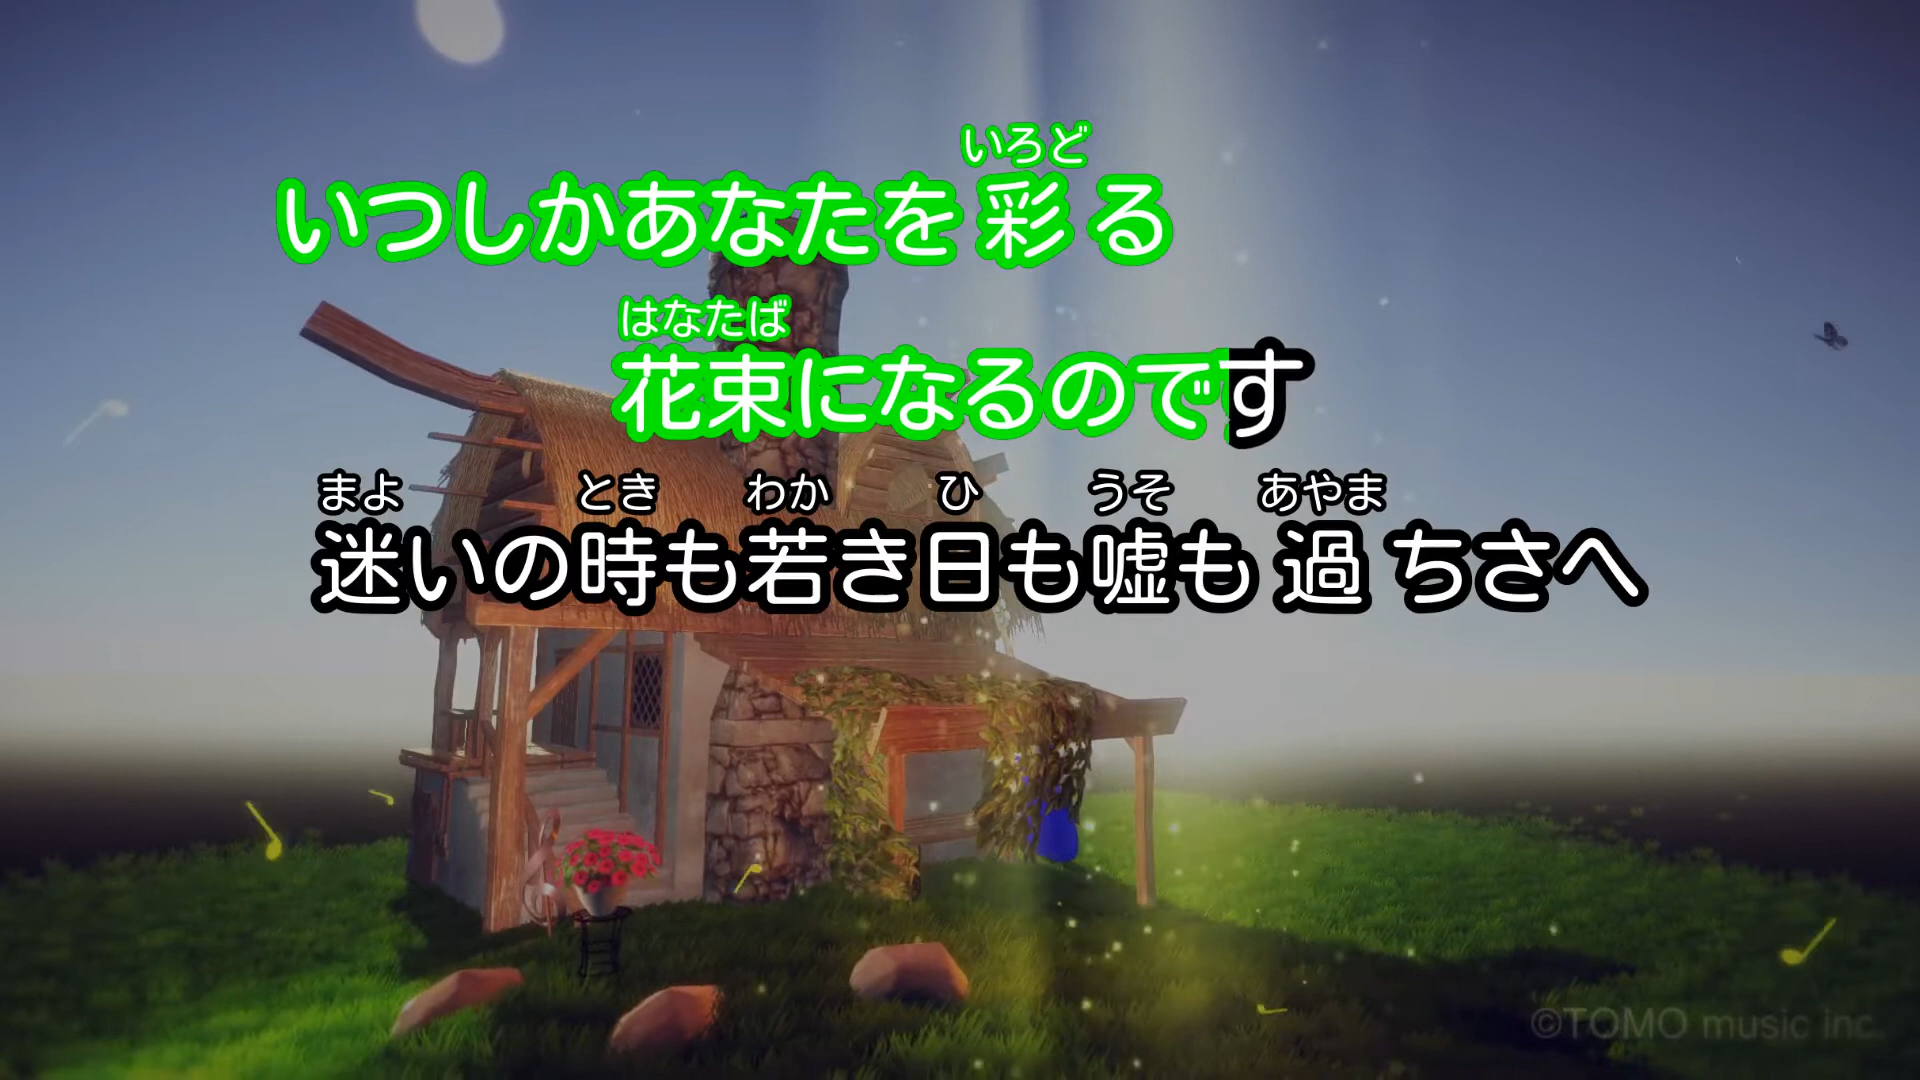 いろど
いつしかあなたを彩る
はなたば
花束になるのです
まよ とき わか ひ うそ あやま
迷いの時も若き日も嘘も過ちさへ
©TOMO music inc.